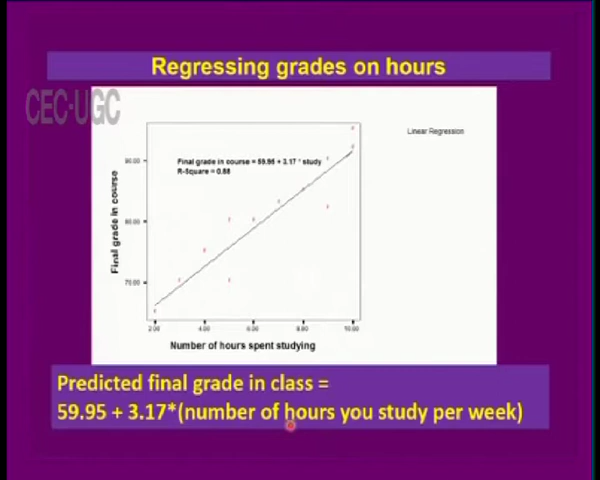 Regressing grades on hours
CEC-UGC
Linear Regression
Final grade in course = 59.95 + 3.17 * study
R-Square = 0.88
90.00
80.00
70.00
Final grade in course
2.00 4.00 6.00 8.00 10.00
Number of hours spent studying
Predicted final grade in class =
59.95 + 3.17*(number of hours you study per week)